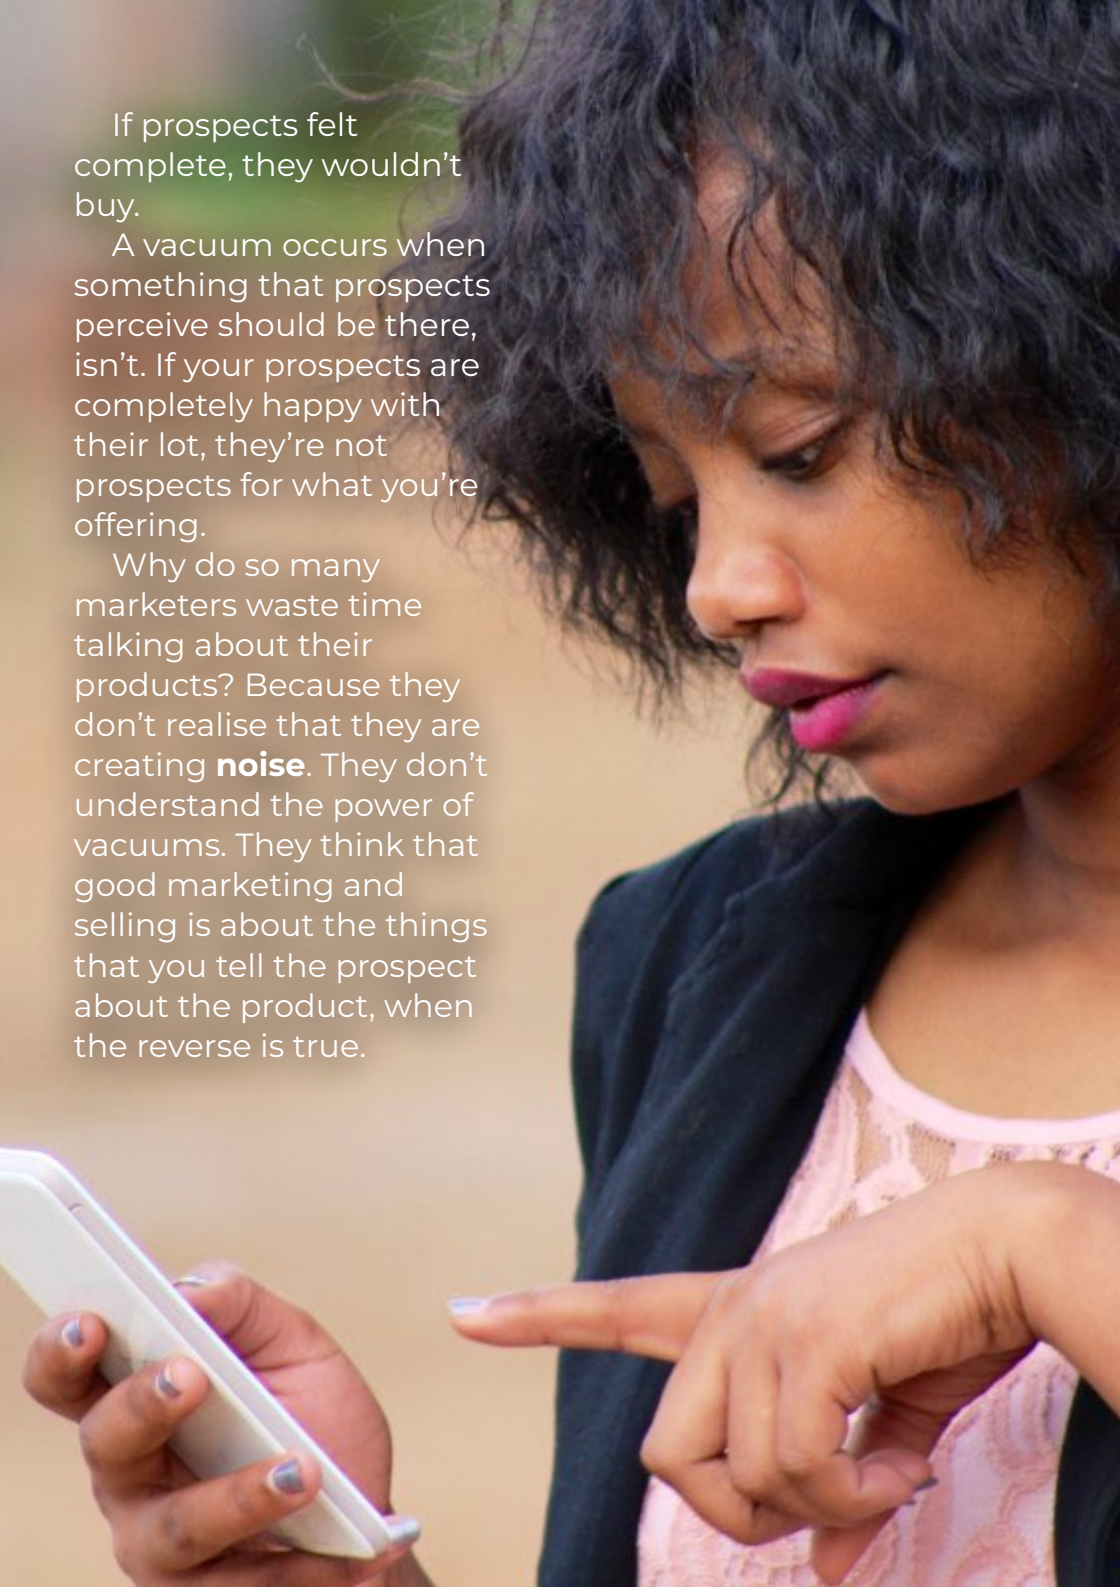 If prospects felt
complete, they wouldn’t
buy.
A vacuum occurs when
something that prospects
perceive should be there,
isn’t. If your prospects are
completely happy with
their lot, they’re not
prospects for what you’re
offering.
Why do so many
marketers waste time
talking about their
products? Because they
don’t realise that they are
creating noise. They don’t
understand the power of
vacuums. They think that
good marketing and
selling is about the things
that you tell the prospect
about the product, when
the reverse is true.